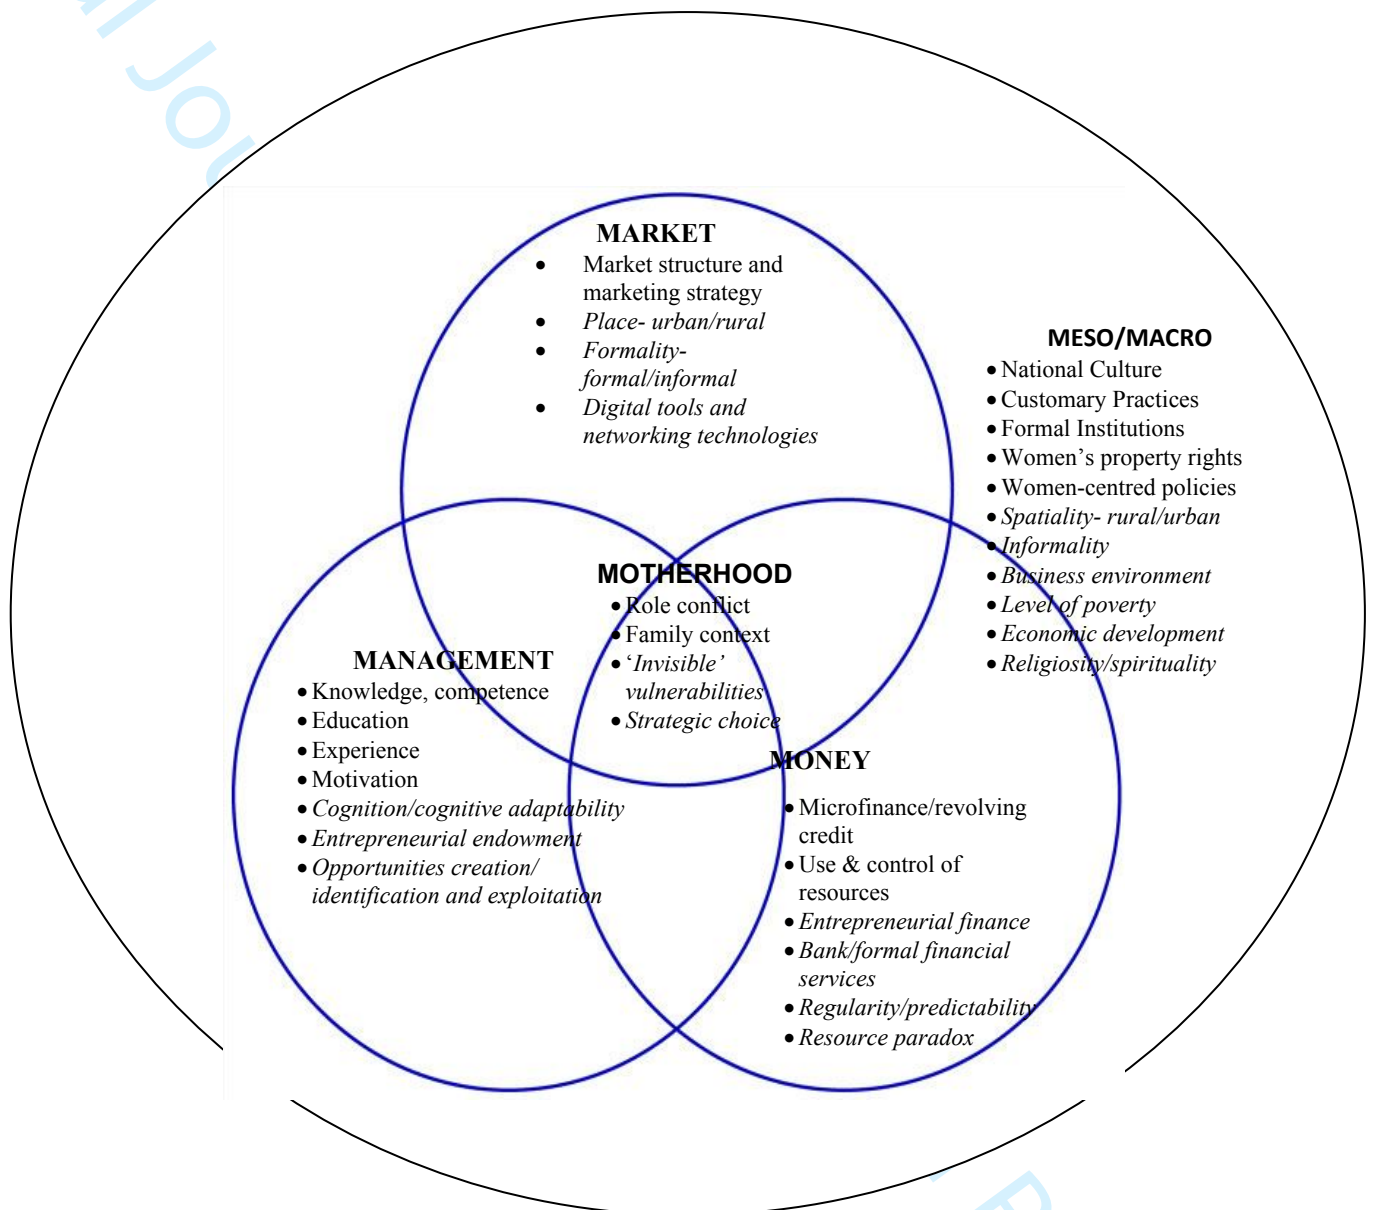 al Jou
MARKET
• Market structure and
marketing strategy
• Place- urban/rural
• Formality-
formal/informal
• Digital tools and
networking technologies
MESO/MACRO
• National Culture
• Customary Practices
• Formal Institutions
• Women’s property rights
• Women-centred policies
• Spatiality- rural/urban
• Informality
• Business environment
• Level of poverty
• Economic development
• Religiosity/spirituality
MOTHERHOOD
• Role conflict
• Family context
• ‘Invisible’
vulnerabilities
• Strategic choice
MANAGEMENT
• Knowledge, competence
• Education
• Experience
• Motivation
• Cognition/cognitive adaptability
• Entrepreneurial endowment
• Opportunities creation/
identification and exploitation
MONEY
• Microfinance/revolving
credit
• Use & control of
resources
• Entrepreneurial finance
• Bank/formal financial
services
• Regularity/predictability
• Resource paradox